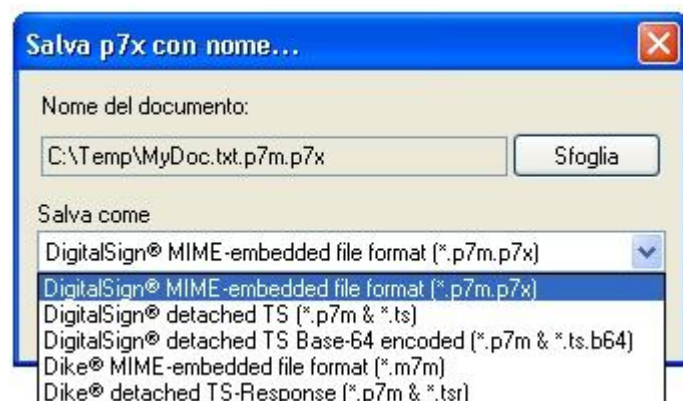 Salva p7x con nome...
Nome del documento:
C:\Temp\MyDoc.txt.p7m.p7x
Sfoglia
Salva come
DigitalSign® MIME-embedded file format (*.p7m.p7x)
DigitalSign® MIME-embedded file format (*.p7m.p7x)
DigitalSign® detached TS (*.p7m & *.ts)
DigitalSign® detached TS Base-64 encoded (*.p7m & *.ts.b64)
Dike® MIME-embedded file format (*.m7m)
Dike® detached TS-Response (*.p7m & *.tsr)